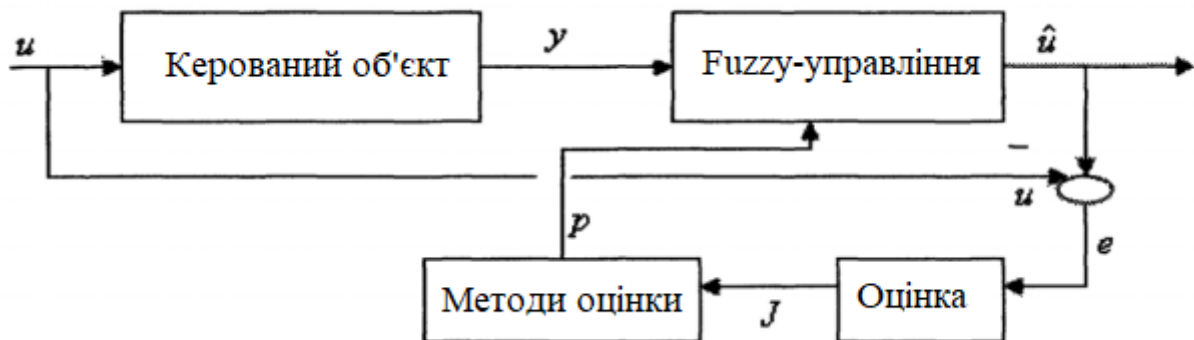 u
Керований об'єкт
y
Fuzzy-управління
û
–
u
p
e
Методи оцінки
J
Оцінка